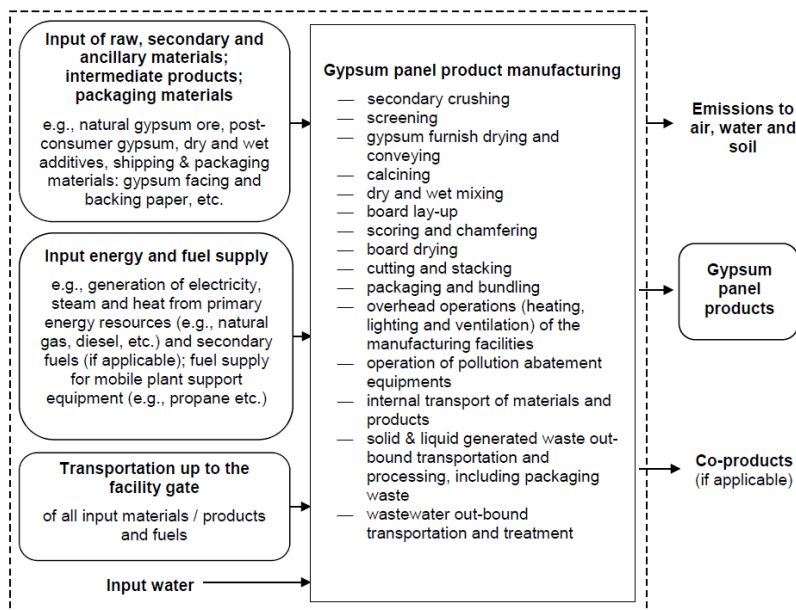 Input of raw, secondary and
ancillary materials;
intermediate products;
packaging materials
e.g., natural gypsum ore, post-
consumer gypsum, dry and wet
additives, shipping & packaging
materials: gypsum facing and
backing paper, etc.
Input energy and fuel supply
e.g., generation of electricity,
steam and heat from primary
energy resources (e.g., natural
gas, diesel, etc.) and secondary
fuels (if applicable); fuel supply
for mobile plant support
equipment (e.g., propane etc.)
Transportation up to the
facility gate
of all input materials / products
and fuels
Input water
Gypsum panel product manufacturing
— secondary crushing
— screening
— gypsum furnish drying and
conveying
— calcining
— dry and wet mixing
— board lay-up
— scoring and chamfering
— board drying
— cutting and stacking
— packaging and bundling
— overhead operations (heating,
lighting and ventilation) of the
manufacturing facilities
— operation of pollution abatement
equipments
— internal transport of materials and
products
— solid & liquid generated waste out-
bound transportation and
processing, including packaging
waste
— wastewater out-bound
transportation and treatment
Emissions to
air, water and
soil
Gypsum
panel
products
Co-products
(if applicable)